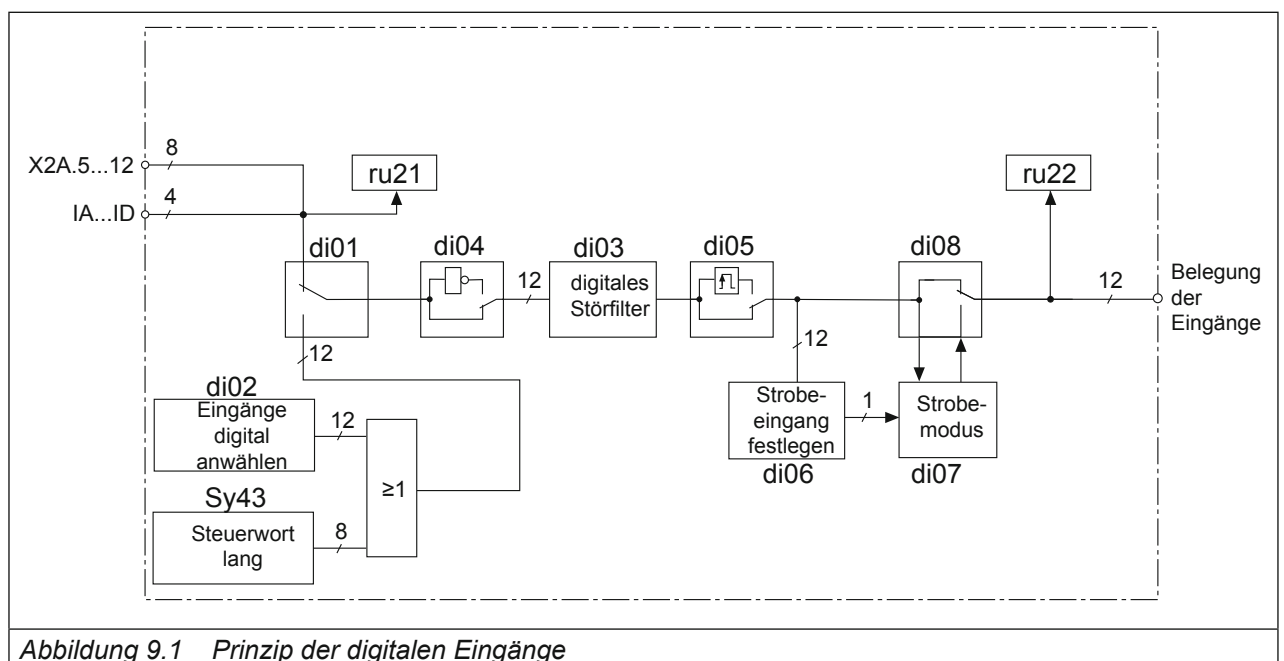 X2A.5...12
8
IA...ID
4
ru21
ru22
di01
di04
di03
di05
di08
12
digitales
Störfilter
12
Belegung
der
Eingänge
12
12
di02
Eingänge
digital
anwählen
12
Strobe-
eingang
festlegen
di06
1
Strobe-
modus
di07
≥1
Sy43
Steuerwort
lang
8
Abbildung 9.1 Prinzip der digitalen Eingänge